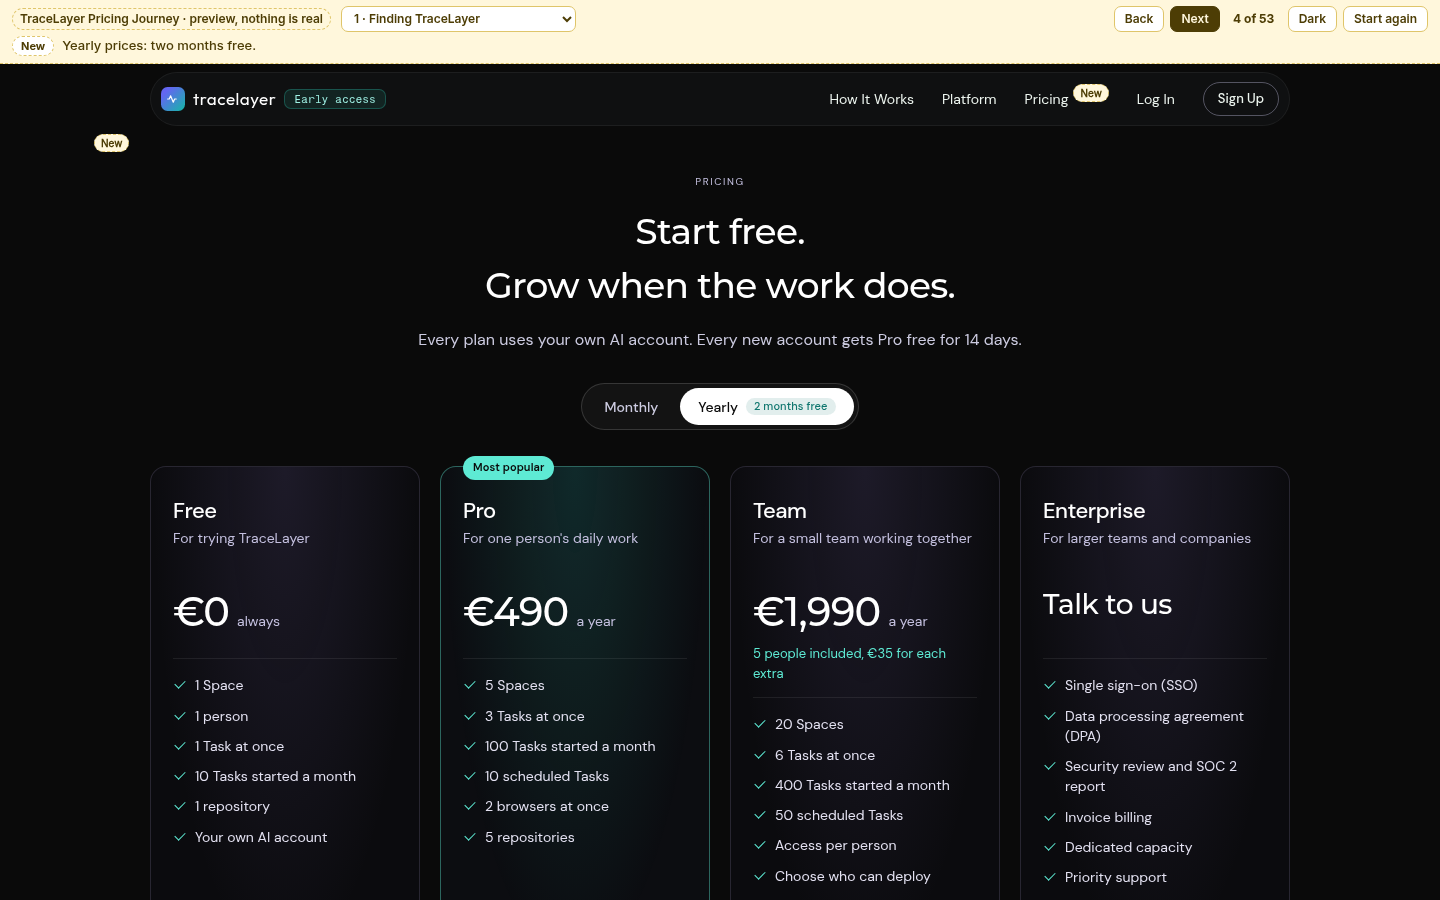 TraceLayer Pricing Journey · preview, nothing is real
1 · Finding TraceLayer
Back
Next
4 of 53
Dark
Start again
New
Yearly prices: two months free.
tracelayer
Early access
How It Works
Platform
Pricing
New
Log In
Sign Up
New
PRICING
Start free.
Grow when the work does.
Every plan uses your own AI account. Every new account gets Pro free for 14 days.
Monthly
Yearly
2 months free
Free
For trying TraceLayer
€0 always
1 Space
1 person
1 Task at once
10 Tasks started a month
1 repository
Your own AI account
Most popular
Pro
For one person's daily work
€490 a year
5 Spaces
3 Tasks at once
100 Tasks started a month
10 scheduled Tasks
2 browsers at once
5 repositories
Team
For a small team working together
€1,990 a year
5 people included, €35 for each
extra
20 Spaces
6 Tasks at once
400 Tasks started a month
50 scheduled Tasks
Access per person
Choose who can deploy
Enterprise
For larger teams and companies
Talk to us
Single sign-on (SSO)
Data processing agreement
(DPA)
Security review and SOC 2
report
Invoice billing
Dedicated capacity
Priority support